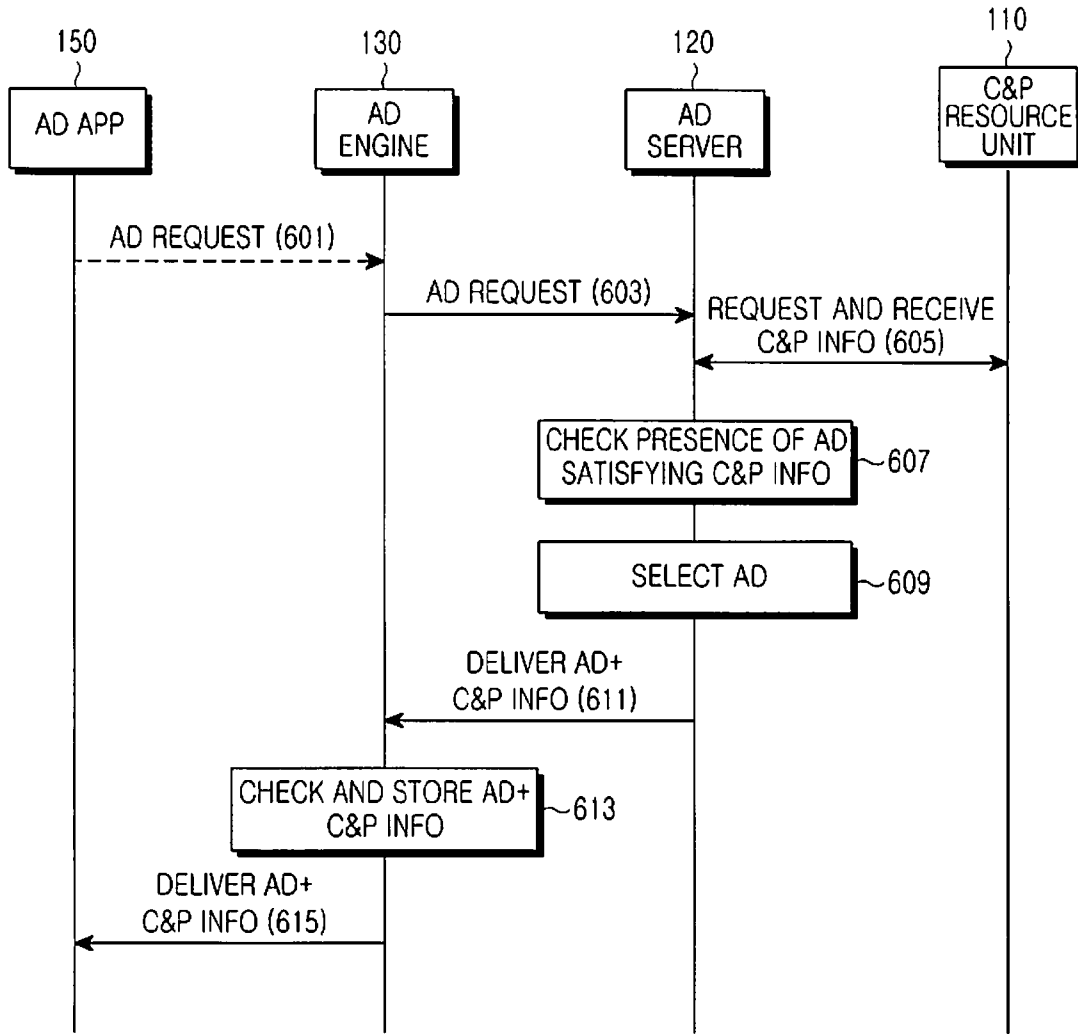 150
130
120
110
AD APP
AD
ENGINE
AD
SERVER
C&P
RESOURCE
UNIT
AD REQUEST (601)
AD REQUEST (603)
REQUEST AND RECEIVE
C&P INFO (605)
CHECK PRESENCE OF AD
SATISFYING C&P INFO
607
SELECT AD
609
DELIVER AD+
C&P INFO (611)
CHECK AND STORE AD+
C&P INFO
613
DELIVER AD+
C&P INFO (615)